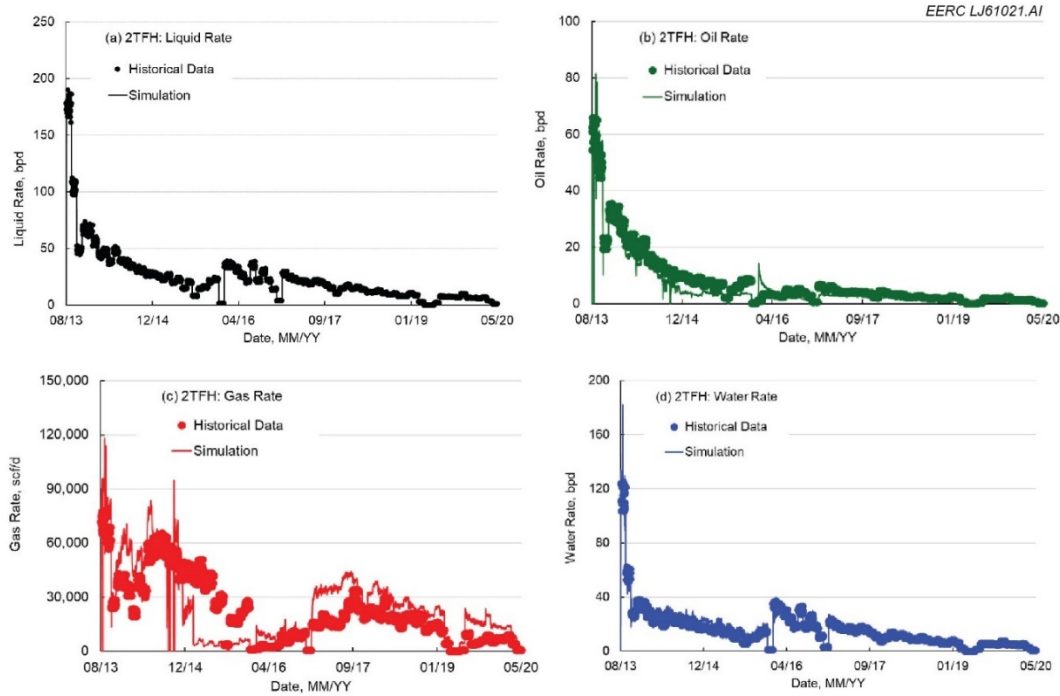 EERC LJ61021.AI
(a) 2TFH: Liquid Rate
Historical Data
Simulation
Liquid Rate, bpd
250
200
150
100
50
0
08/13 12/14 04/16 09/17 01/19 05/20
Date, MM/YY
(b) 2TFH: Oil Rate
Historical Data
Simulation
Oil Rate, bpd
100
80
60
40
20
0
08/13 12/14 04/16 09/17 01/19 05/20
Date, MM/YY
(c) 2TFH: Gas Rate
Historical Data
Simulation
Gas Rate, scf/d
150,000
120,000
90,000
60,000
30,000
0
08/13 12/14 04/16 09/17 01/19 05/20
Date, MM/YY
(d) 2TFH: Water Rate
Historical Data
Simulation
Water Rate, bpd
200
160
120
80
40
0
08/13 12/14 04/16 09/17 01/19 05/20
Date, MM/YY